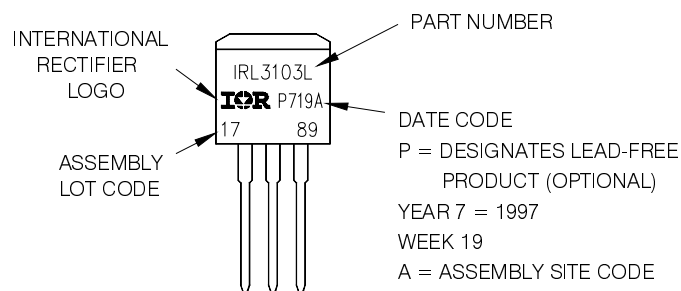 INTERNATIONAL
RECTIFIER
LOGO
ASSEMBLY
LOT CODE
IRL3103L
IOR P719A
17 89
PART NUMBER
DATE CODE
P = DESIGNATES LEAD-FREE
PRODUCT (OPTIONAL)
YEAR 7 = 1997
WEEK 19
A = ASSEMBLY SITE CODE